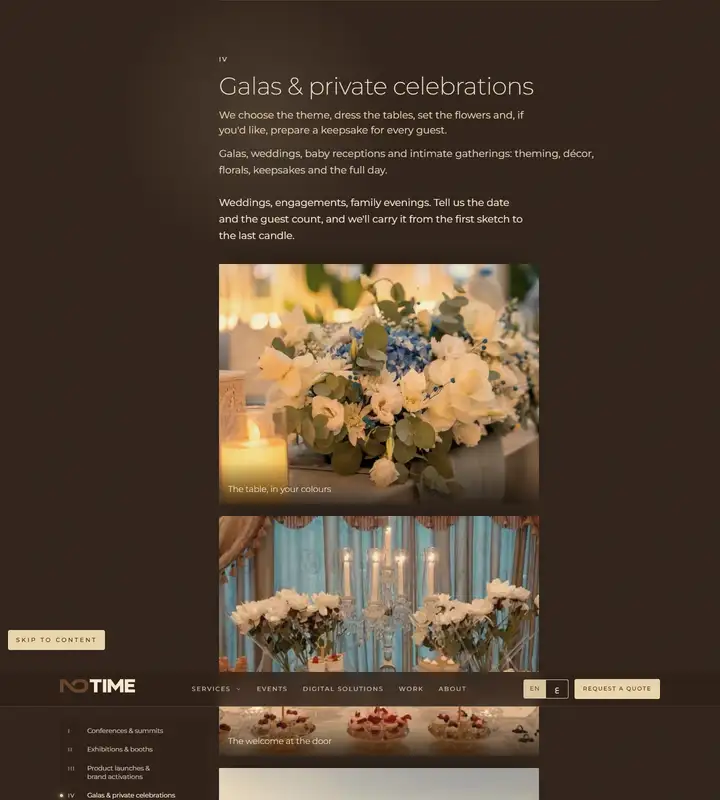 IV
Galas & private celebrations
We choose the theme, dress the tables, set the flowers and, if
you'd like, prepare a keepsake for every guest.
Galas, weddings, baby receptions and intimate gatherings: theming, décor,
florals, keepsakes and the full day.
Weddings, engagements, family evenings. Tell us the date
and the guest count, and we'll carry it from the first sketch to
the last candle.
The table, in your colours
SKIP TO CONTENT
NOTIME
SERVICES
EVENTS
DIGITAL SOLUTIONS
WORK
ABOUT
EN
ع
REQUEST A QUOTE
The welcome at the door
I Conferences & summits
II Exhibitions & booths
III Product launches &
brand activations
IV Galas & private celebrations